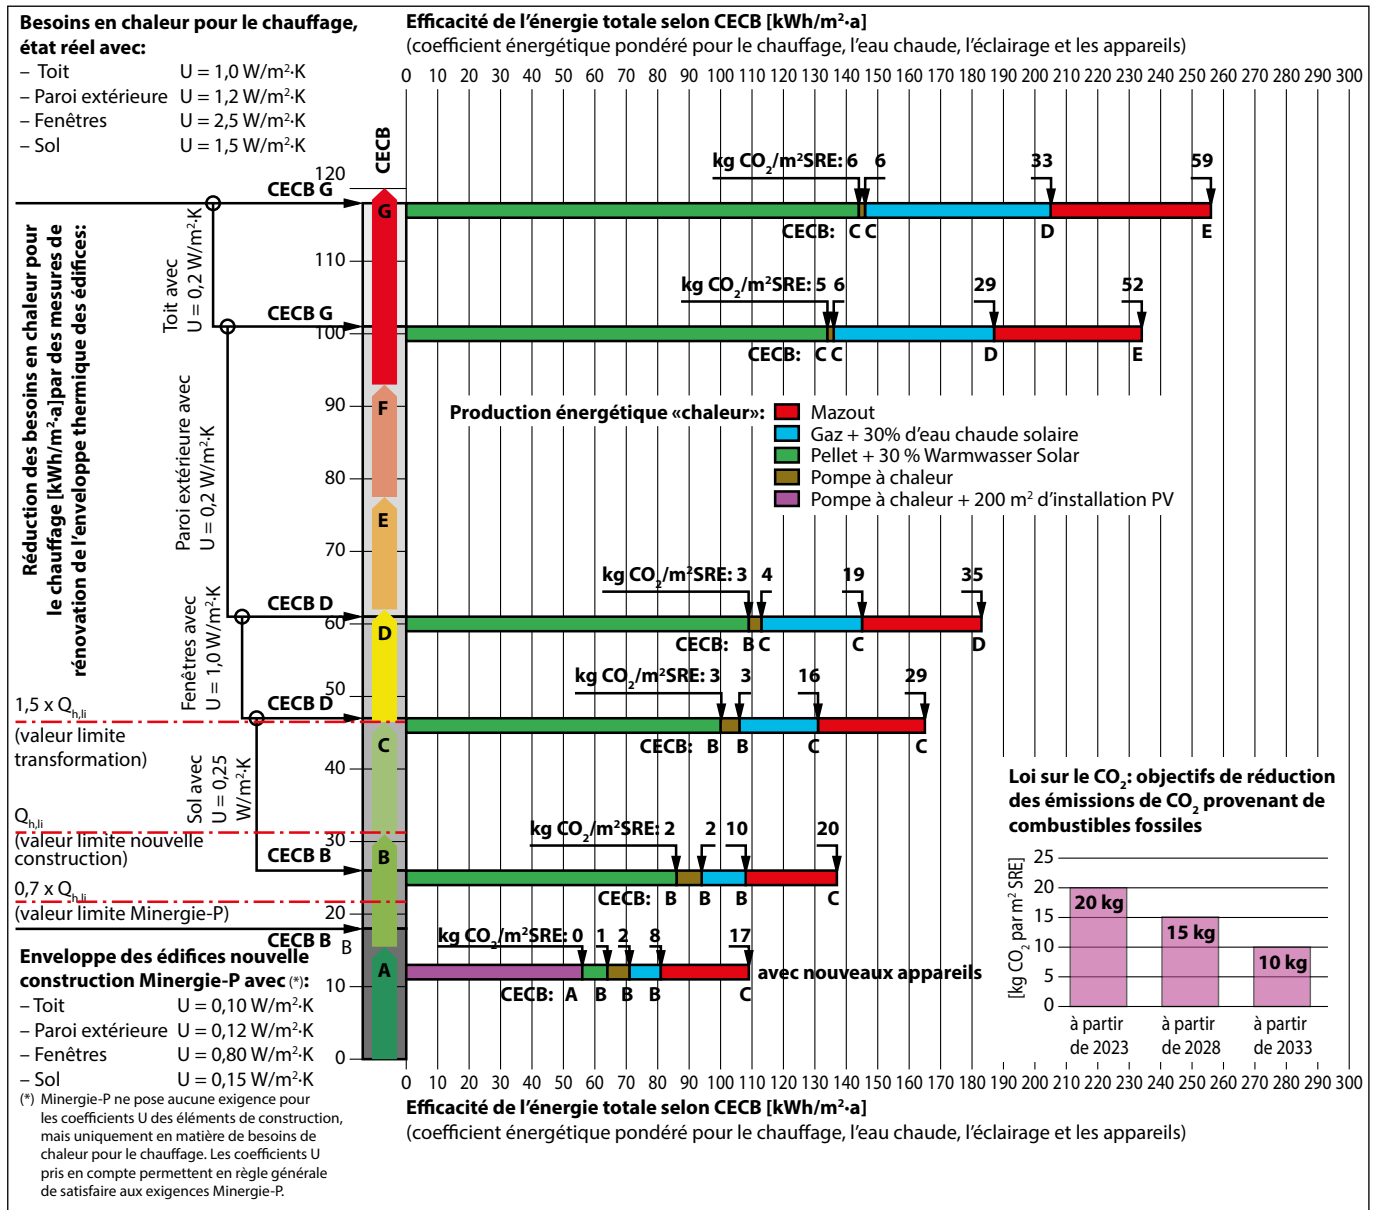 Besoins en chaleur pour le chauffage,
état réel avec:
– Toit U = 1,0 W/m²·K
– Paroi extérieure U = 1,2 W/m²·K
– Fenêtres U = 2,5 W/m²·K
– Sol U = 1,5 W/m²·K
Efficacité de l'énergie totale selon CECB [kWh/m²·a]
(coefficient énergétique pondéré pour le chauffage, l'eau chaude, l'éclairage et les appareils)
0 10 20 30 40 50 60 70 80 90 100 110 120 130 140 150 160 170 180 190 200 210 220 230 240 250 260 270 280 290 300
CECB
Réduction des besoins en chaleur pour
le chauffage [kWh/m²·a]par des mesures de
rénovation de l'enveloppe thermique des édifices:
120
110
100
90
80
70
60
50
40
30
20
10
0
G
F
E
D
C
B
A
B
CECB G
Toit avec
U = 0,2 W/m²·K
CECB G
Paroi extérieure avec
U = 0,2 W/m²·K
CECB D
Fenêtres avec
U = 1,0 W/m²·K
CECB D
Sol avec
U = 0,25
W/m²·K
CECB B
CECB B
1,5 x Qh,li
(valeur limite
transformation)
Qh,li
(valeur limite nouvelle
construction)
0,7 x Qh,li
(valeur limite Minergie-P)
kg CO₂/m²SRE: 6 6 33 59
CECB: C C D E
kg CO₂/m²SRE: 5 6 29 52
CECB: C C D E
Production énergétique «chaleur»:
Mazout
Gaz + 30% d'eau chaude solaire
Pellet + 30 % Warmwasser Solar
Pompe à chaleur
Pompe à chaleur + 200 m² d'installation PV
kg CO₂/m²SRE: 3 4 19 35
CECB: B C C D
kg CO₂/m²SRE: 3 3 16 29
CECB: B B C C
kg CO₂/m²SRE: 2 2 10 20
CECB: B B B C
kg CO₂/m²SRE: 0 1 2 8 17
avec nouveaux appareils
CECB: A B B B C
Loi sur le CO₂: objectifs de réduction
des émissions de CO₂ provenant de
combustibles fossiles
[kg CO₂ par m² SRE]
25
20
15
10
5
0
20 kg
15 kg
10 kg
à partir
de 2023
à partir
de 2028
à partir
de 2033
Enveloppe des édifices nouvelle
construction Minergie-P avec (*):
– Toit U = 0,10 W/m²·K
– Paroi extérieure U = 0,12 W/m²·K
– Fenêtres U = 0,80 W/m²·K
– Sol U = 0,15 W/m²·K
(*) Minergie-P ne pose aucune exigence pour
les coefficients U des éléments de construction,
mais uniquement en matière de besoins de
chaleur pour le chauffage. Les coefficients U
pris en compte permettent en règle générale
de satisfaire aux exigences Minergie-P.
0 10 20 30 40 50 60 70 80 90 100 110 120 130 140 150 160 170 180 190 200 210 220 230 240 250 260 270 280 290 300
Efficacité de l'énergie totale selon CECB [kWh/m²·a]
(coefficient énergétique pondéré pour le chauffage, l'eau chaude, l'éclairage et les appareils)